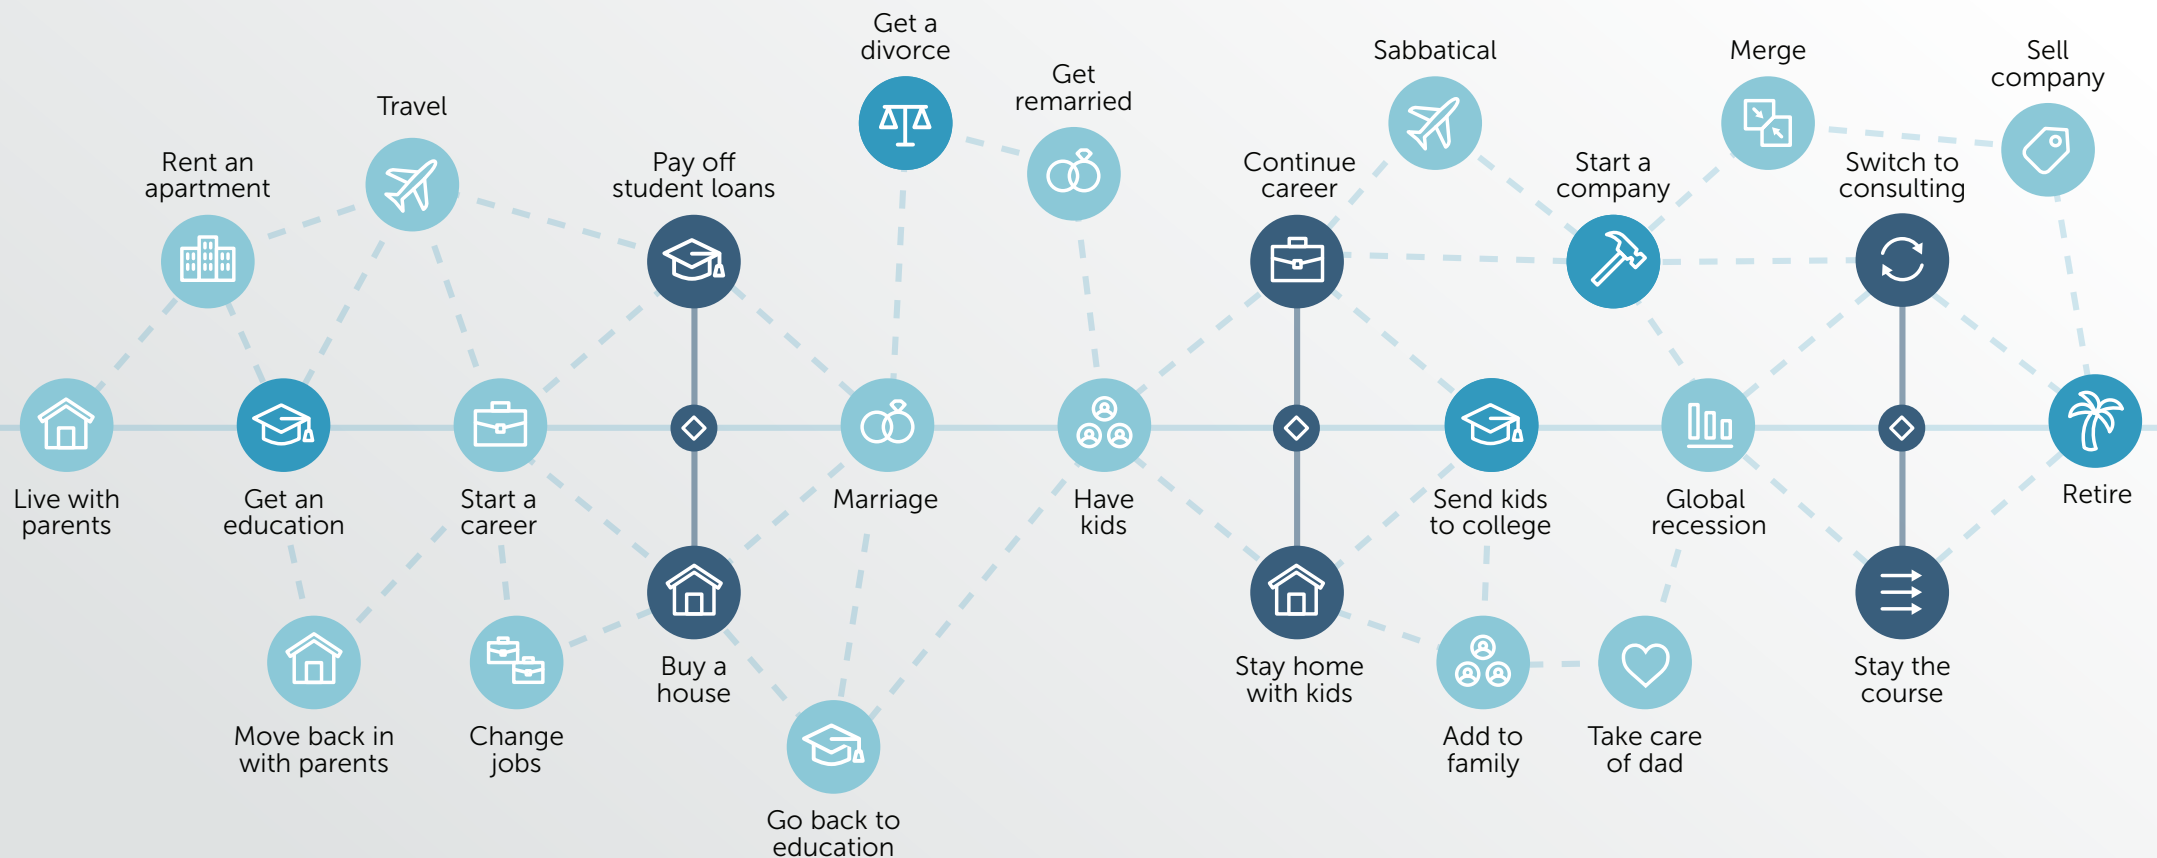 Get a
divorce
Get
remarried
Sabbatical
Merge
Sell
company
Travel
Rent an
apartment
Pay off
student loans
Continue
career
Start a
company
Switch to
consulting
Live with
parents
Get an
education
Start a
career
Marriage
Have
kids
Send kids
to college
Global
recession
Retire
Move back in
with parents
Change
jobs
Buy a
house
Stay home
with kids
Add to
family
Take care
of dad
Stay the
course
Go back to
education